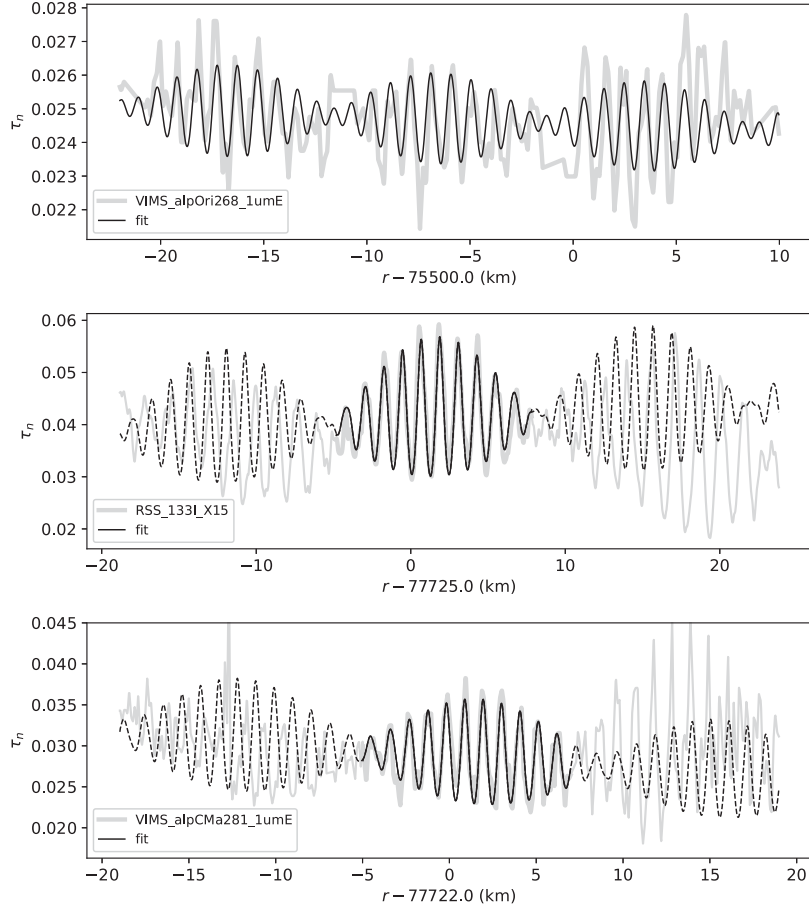 0.028
0.027
0.026
0.025
0.024
0.023
0.022
τn
VIMS_alpOri268_1umE
fit
−20 −15 −10 −5 0 5 10
r − 75500.0 (km)
0.06
0.05
0.04
0.03
0.02
τn
RSS_133I_X15
fit
−20 −10 0 10 20
r − 77725.0 (km)
0.045
0.040
0.035
0.030
0.025
0.020
τn
VIMS_alpCMa281_1umE
fit
−20 −15 −10 −5 0 5 10 15 20
r − 77722.0 (km)